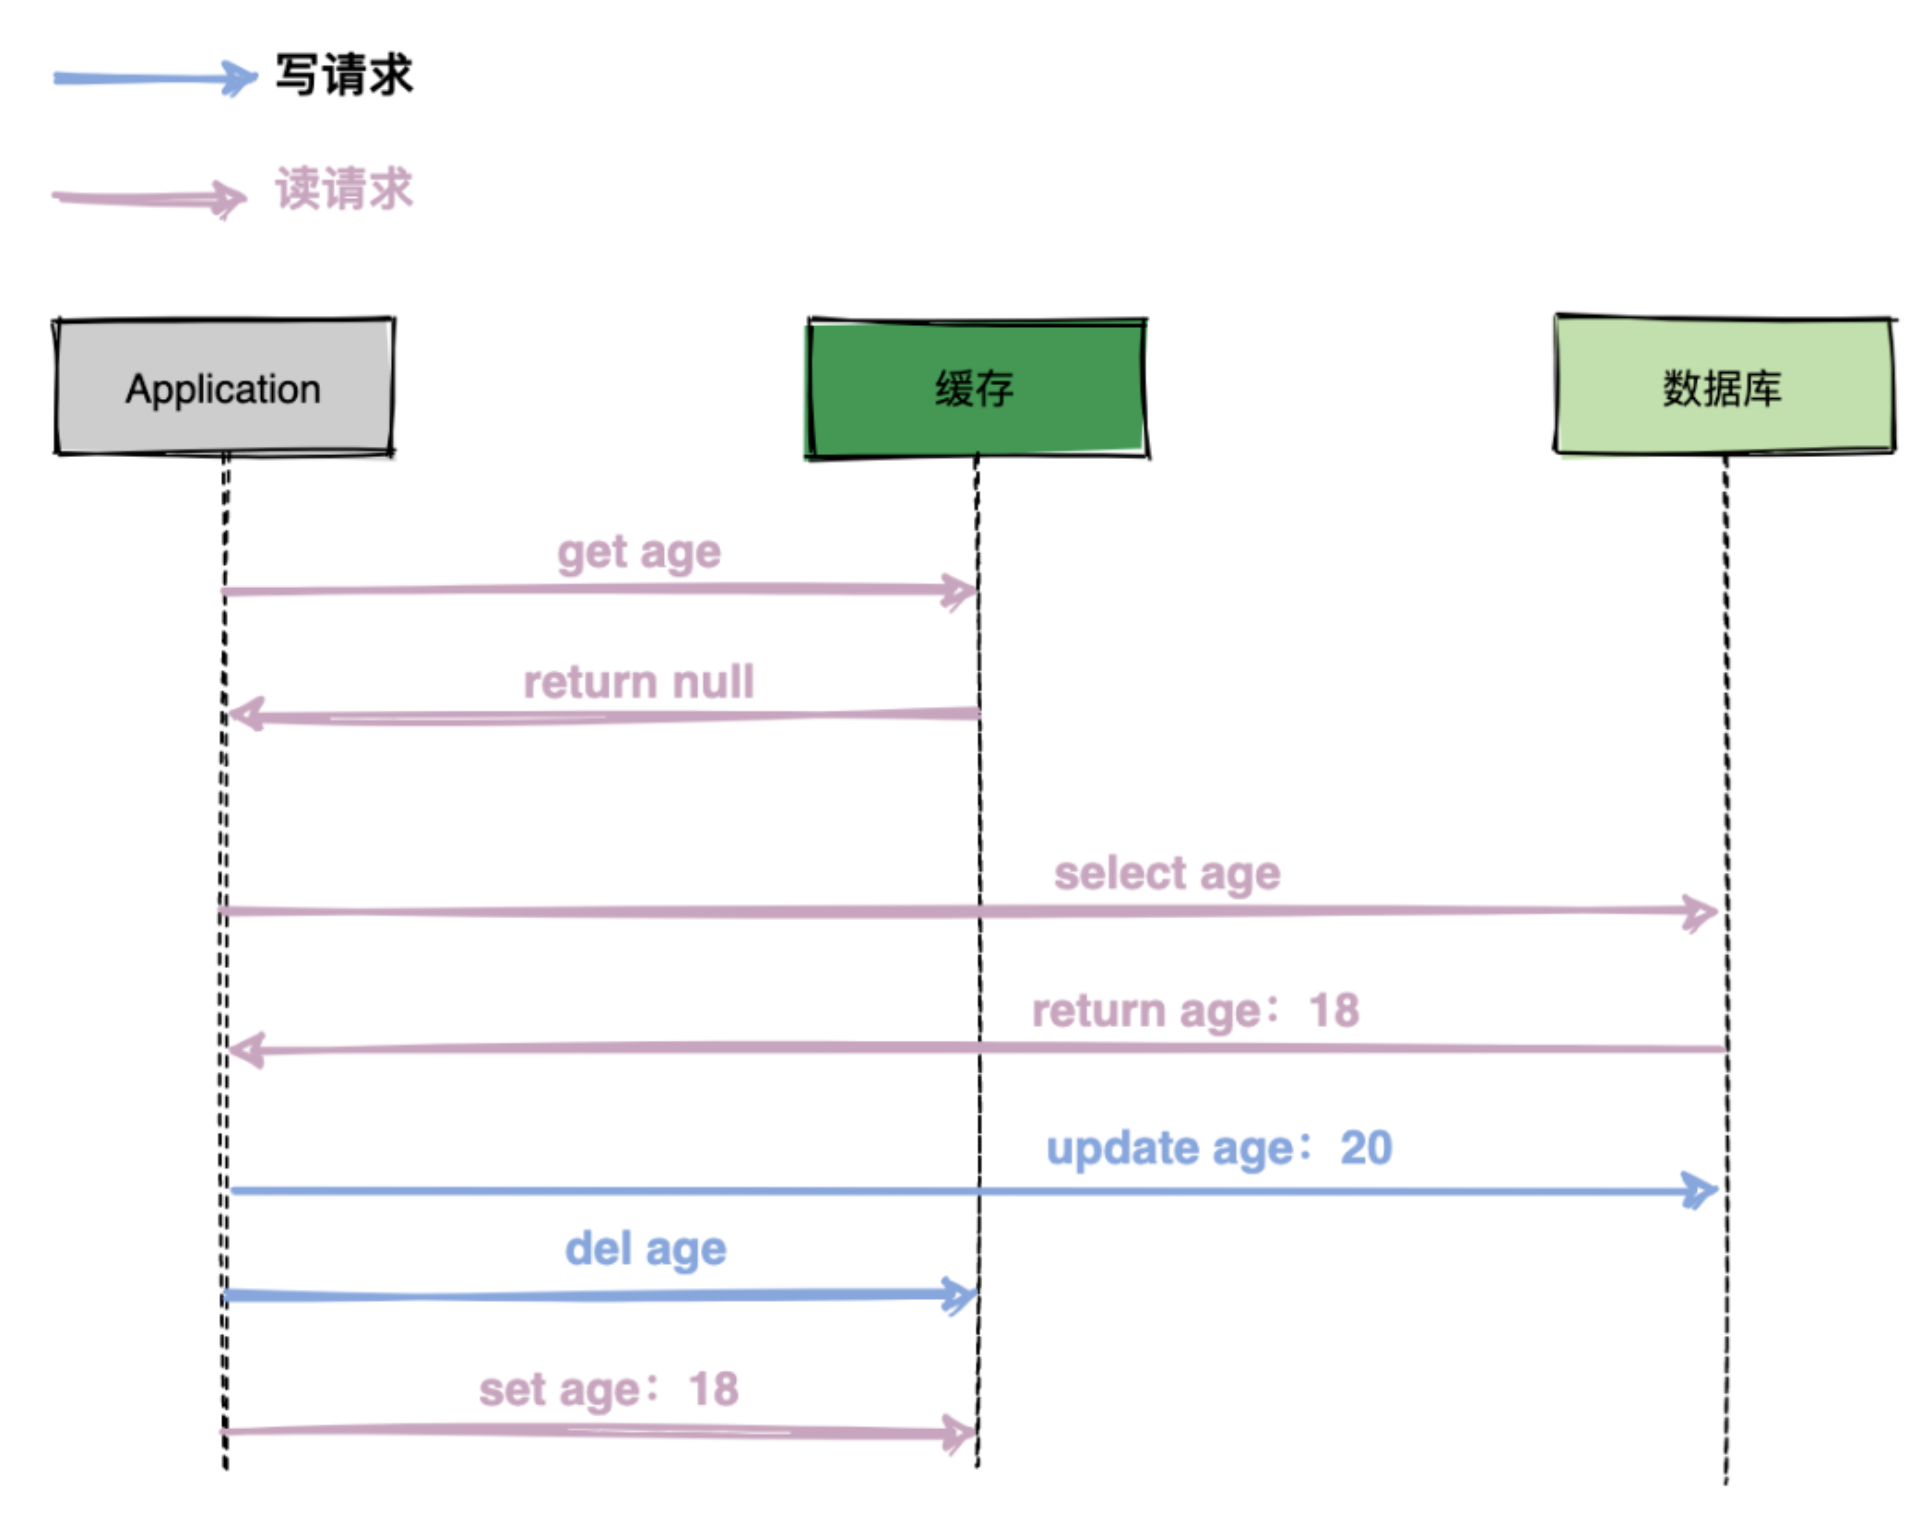 写请求
读请求
Application
缓存
数据库
get age
return null
select age
return age：18
update age：20
del age
set age：18